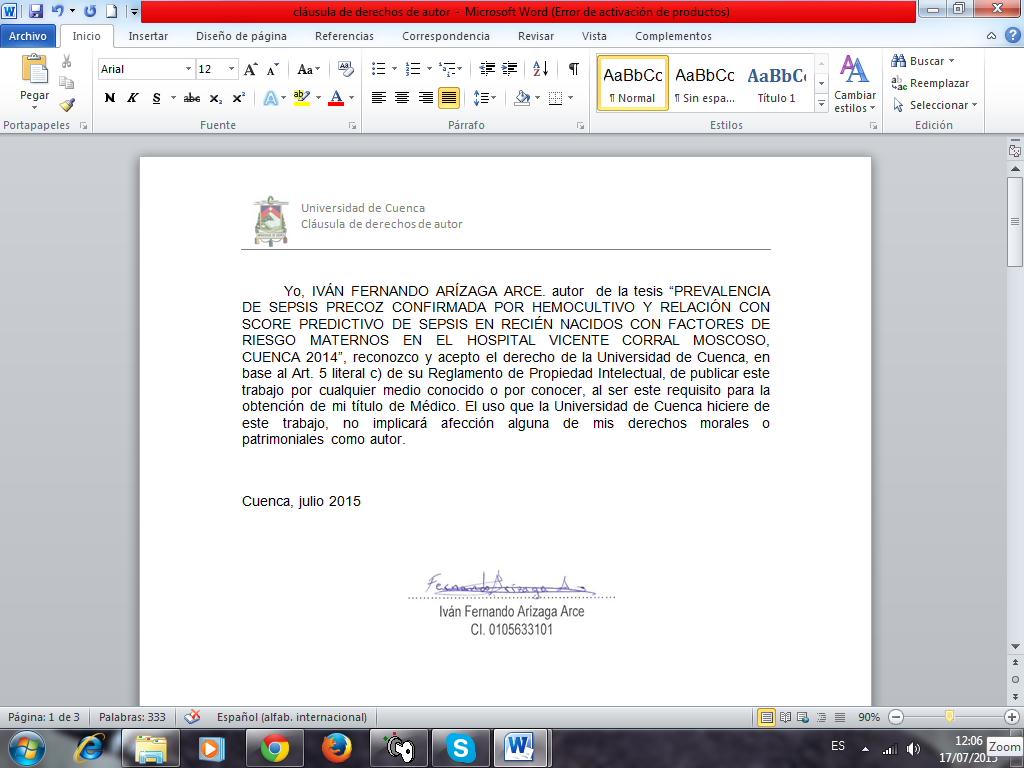 cláusula de derechos de autor - Microsoft Word (Error de activación de productos)
Archivo Inicio Insertar Diseño de página Referencias Correspondencia Revisar Vista Complementos
Pegar
Portapapeles
Arial 12
N K S abc x₂ x²
Fuente
Párrafo
AaBbCc AaBbCc AaBbC
¶ Normal ¶ Sin espa... Título 1
Estilos
Cambiar estilos
Buscar
Reemplazar
Seleccionar
Edición
Universidad de Cuenca
Cláusula de derechos de autor
Yo, IVÁN FERNANDO ARÍZAGA ARCE. autor de la tesis “PREVALENCIA
DE SEPSIS PRECOZ CONFIRMADA POR HEMOCULTIVO Y RELACIÓN CON
SCORE PREDICTIVO DE SEPSIS EN RECIÉN NACIDOS CON FACTORES DE
RIESGO MATERNOS EN EL HOSPITAL VICENTE CORRAL MOSCOSO,
CUENCA 2014”, reconozco y acepto el derecho de la Universidad de Cuenca, en
base al Art. 5 literal c) de su Reglamento de Propiedad Intelectual, de publicar este
trabajo por cualquier medio conocido o por conocer, al ser este requisito para la
obtención de mi título de Médico. El uso que la Universidad de Cuenca hiciere de
este trabajo, no implicará afección alguna de mis derechos morales o
patrimoniales como autor.
Cuenca, julio 2015
Fernando Arízaga A.
Iván Fernando Arízaga Arce
CI. 0105633101
Página: 1 de 3 Palabras: 333 Español (alfab. internacional) 90%
ES 12:06
17/07/2015
Zoom